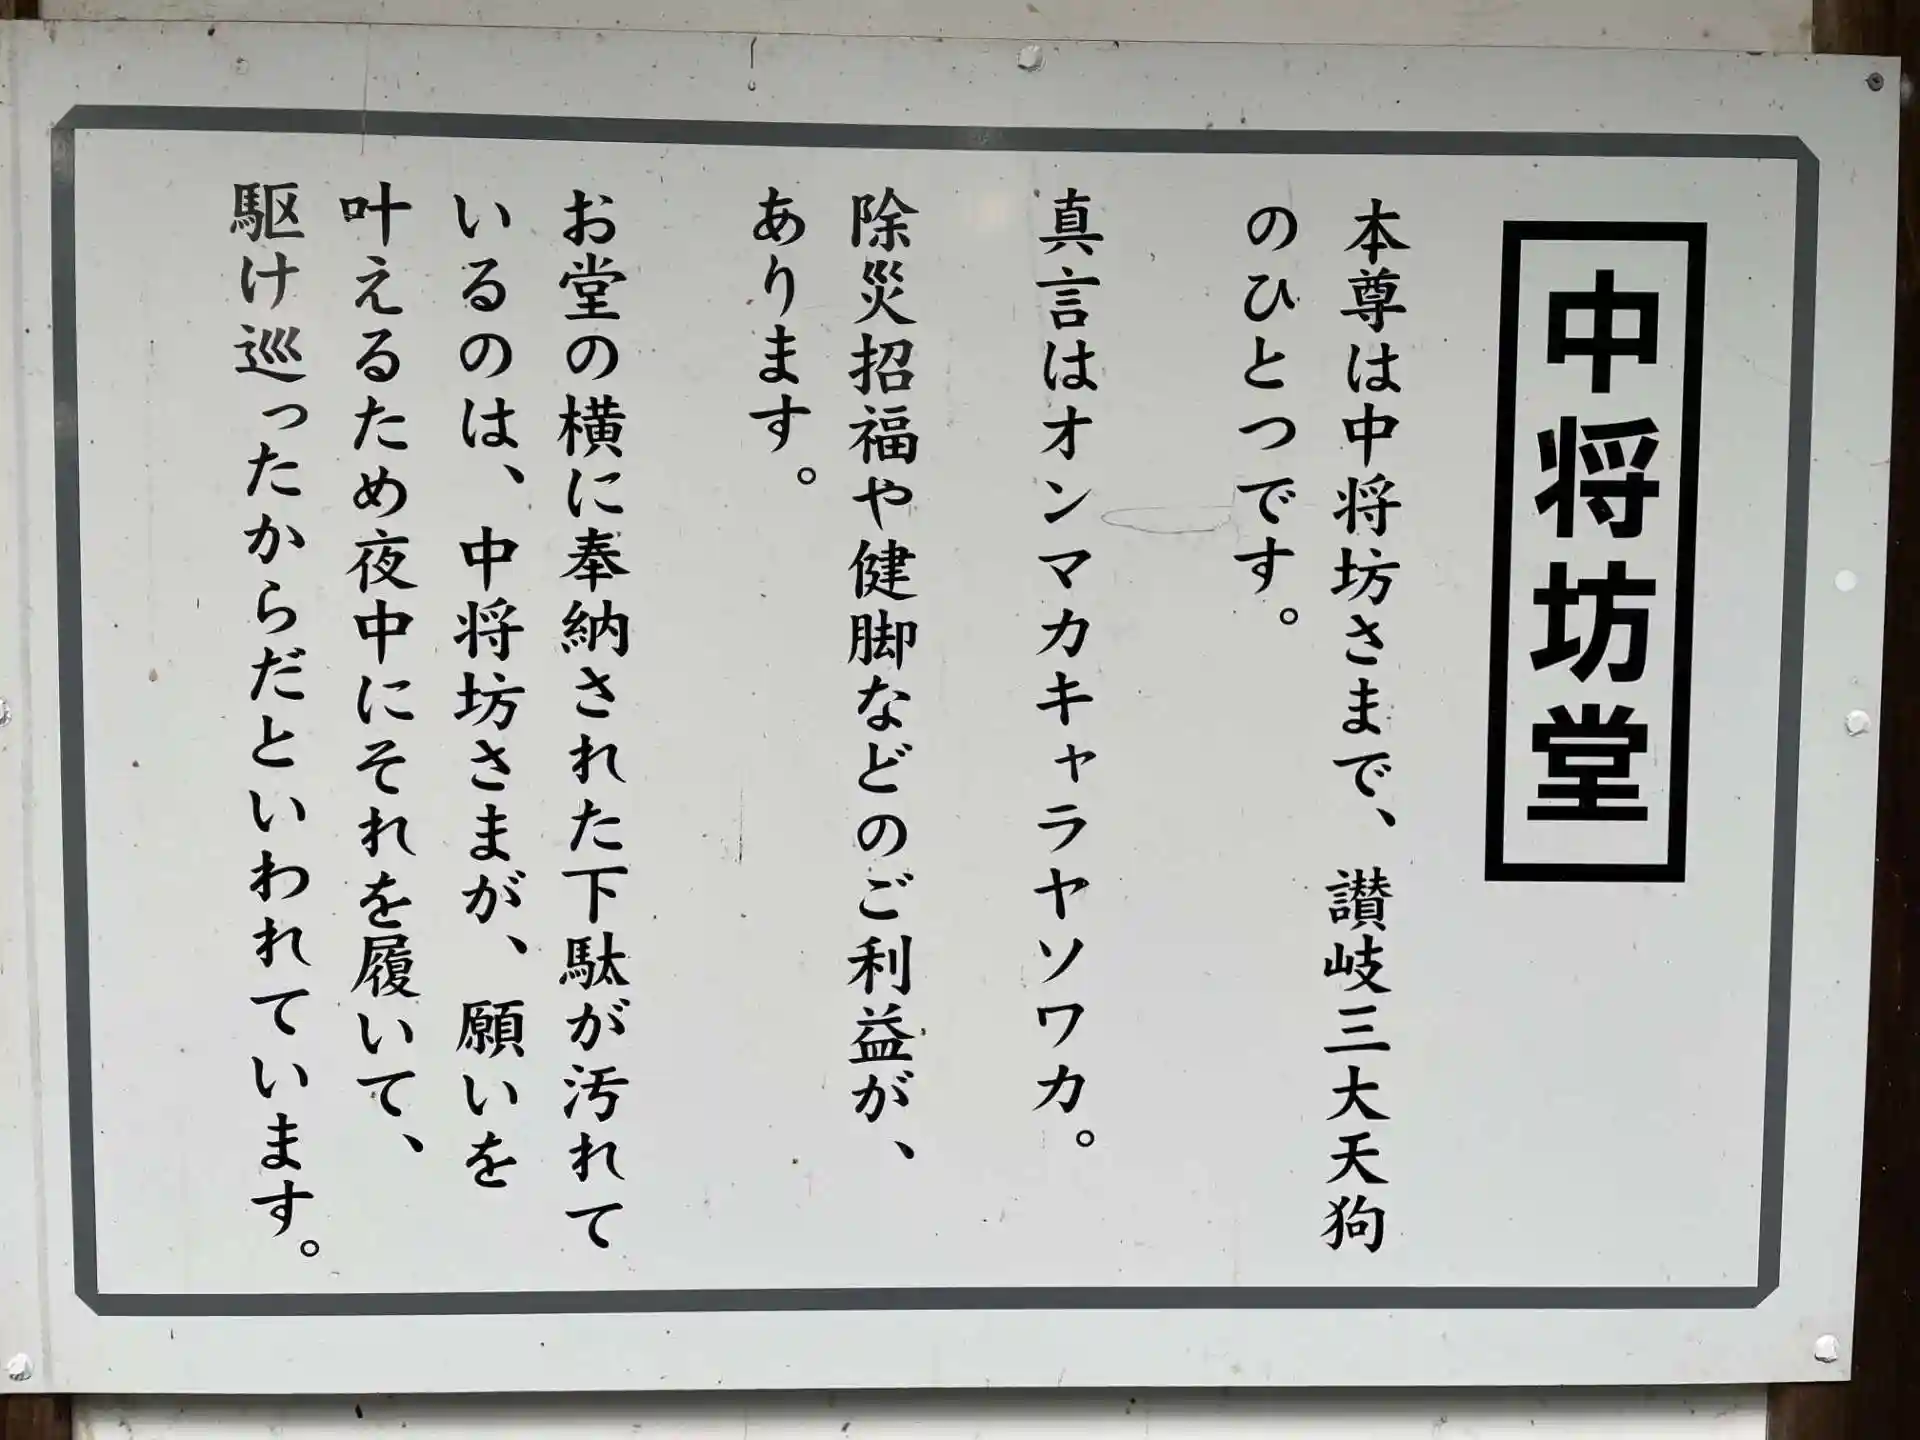 中将坊堂
本尊は中将坊さまで、讃岐三大天狗
のひとつです。
真言はオンマカキャラヤソワカ。
除災招福や健脚などのご利益が、
あります。
お堂の横に奉納された下駄が汚れて
いるのは、中将坊さまが、願いを
叶えるため夜中にそれを履いて、
駆け巡ったからだといわれています。